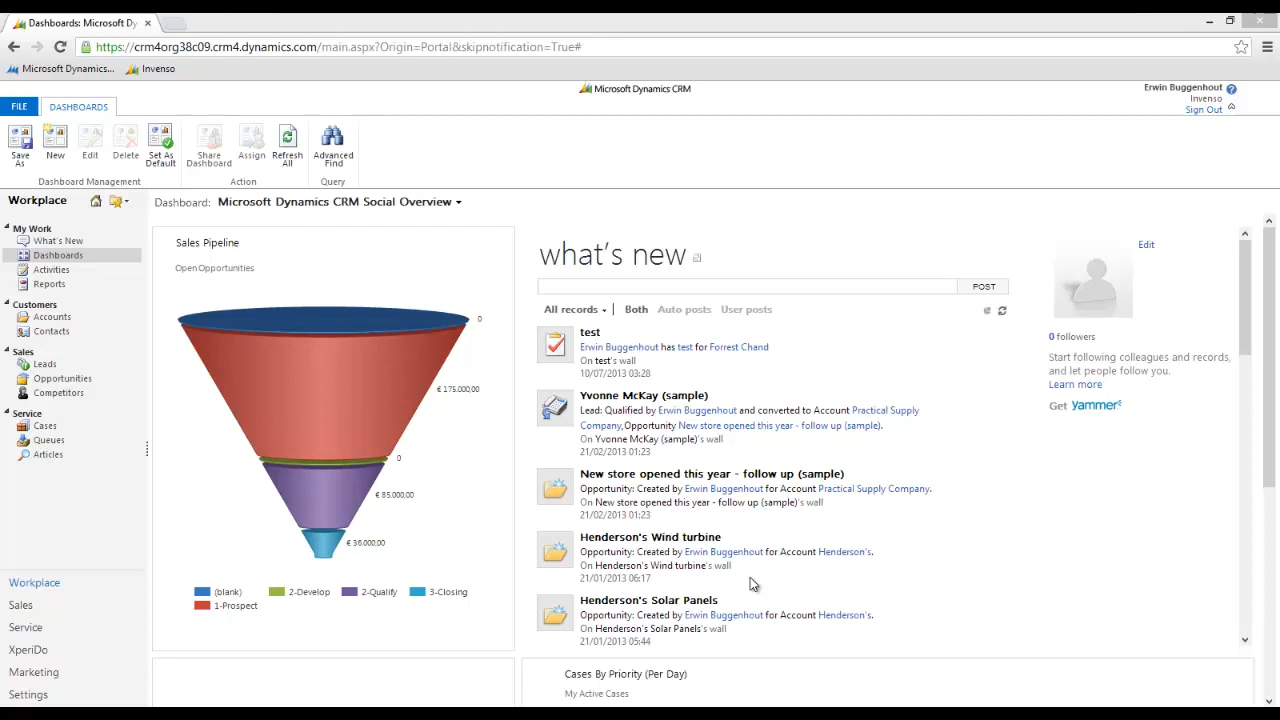 Dashboards: Microsoft Dy
https://crm4org38c09.crm4.dynamics.com/main.aspx?Origin=Portal&skipnotification=True#
Microsoft Dynamics... Invenso
Microsoft Dynamics CRM
Erwin Buggenhout
Invenso
Sign Out
FILE DASHBOARDS
Save As
New
Edit
Delete
Set As Default
Share Dashboard
Assign
Refresh All
Advanced Find
Dashboard Management
Action
Query
Workplace
My Work
What's New
Dashboards
Activities
Reports
Customers
Accounts
Contacts
Sales
Leads
Opportunities
Competitors
Service
Cases
Queues
Articles
Workplace
Sales
Service
XperiDo
Marketing
Settings
Dashboard: Microsoft Dynamics CRM Social Overview
Sales Pipeline
Open Opportunities
0
€ 175.000,00
0
€ 85.000,00
€ 36.000,00
(blank) 2-Develop 2-Qualify 3-Closing
1-Prospect
what's new
POST
All records Both Auto posts User posts
test
Erwin Buggenhout has test for Forrest Chand
On test's wall
10/07/2013 03:28
Yvonne McKay (sample)
Lead: Qualified by Erwin Buggenhout and converted to Account Practical Supply
Company,Opportunity New store opened this year - follow up (sample).
On Yvonne McKay (sample)'s wall
21/02/2013 01:23
New store opened this year - follow up (sample)
Opportunity: Created by Erwin Buggenhout for Account Practical Supply Company.
On New store opened this year - follow up (sample)'s wall
21/02/2013 01:23
Henderson's Wind turbine
Opportunity: Created by Erwin Buggenhout for Account Henderson's.
On Henderson's Wind turbine's wall
21/01/2013 06:17
Henderson's Solar Panels
Opportunity: Created by Erwin Buggenhout for Account Henderson's.
On Henderson's Solar Panels's wall
21/01/2013 05:44
Edit
0 followers
Start following colleagues and records,
and let people follow you.
Learn more
Get yammer
Cases By Priority (Per Day)
My Active Cases